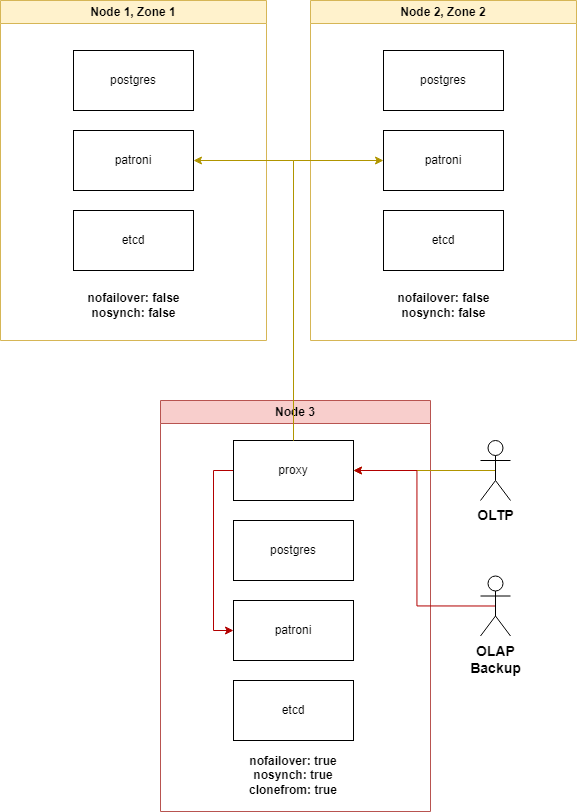 Node 1, Zone 1
postgres
patroni
etcd
nofailover: false
nosynch: false
Node 2, Zone 2
postgres
patroni
etcd
nofailover: false
nosynch: false
Node 3
proxy
postgres
patroni
etcd
nofailover: true
nosynch: true
clonefrom: true
OLTP
OLAP
Backup